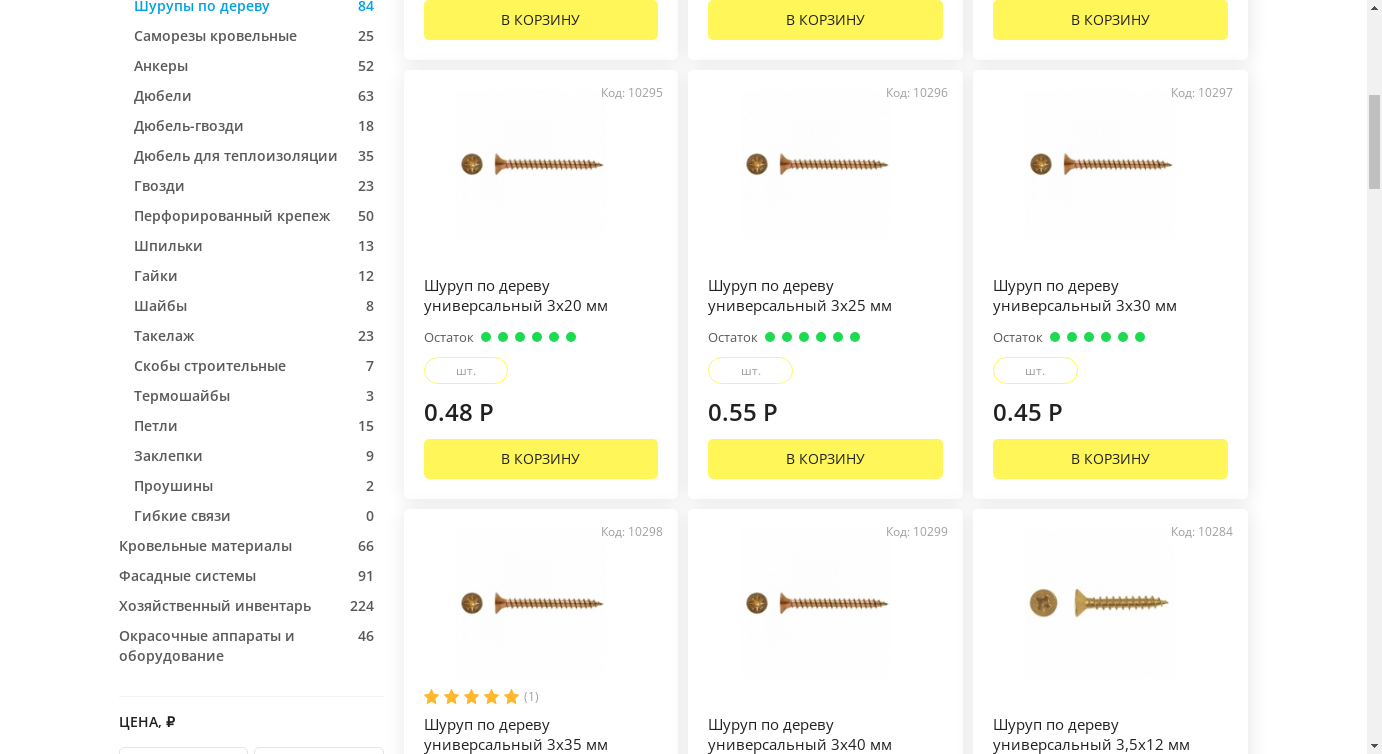 Шурупы по дереву 84
Саморезы кровельные 25
Анкеры 52
Дюбели 63
Дюбель-гвозди 18
Дюбель для теплоизоляции 35
Гвозди 23
Перфорированный крепеж 50
Шпильки 13
Гайки 12
Шайбы 8
Такелаж 23
Скобы строительные 7
Термошайбы 3
Петли 15
Заклепки 9
Проушины 2
Гибкие связи 0
Кровельные материалы 66
Фасадные системы 91
Хозяйственный инвентарь 224
Окрасочные аппараты и 46
оборудование
ЦЕНА, ₽
В КОРЗИНУ
В КОРЗИНУ
В КОРЗИНУ
Код: 10295
Шуруп по дереву
универсальный 3х20 мм
Остаток
шт.
0.48 Р
В КОРЗИНУ
Код: 10296
Шуруп по дереву
универсальный 3х25 мм
Остаток
шт.
0.55 Р
В КОРЗИНУ
Код: 10297
Шуруп по дереву
универсальный 3х30 мм
Остаток
шт.
0.45 Р
В КОРЗИНУ
Код: 10298
(1)
Шуруп по дереву
универсальный 3х35 мм
Код: 10299
Шуруп по дереву
универсальный 3х40 мм
Код: 10284
Шуруп по дереву
универсальный 3,5х12 мм